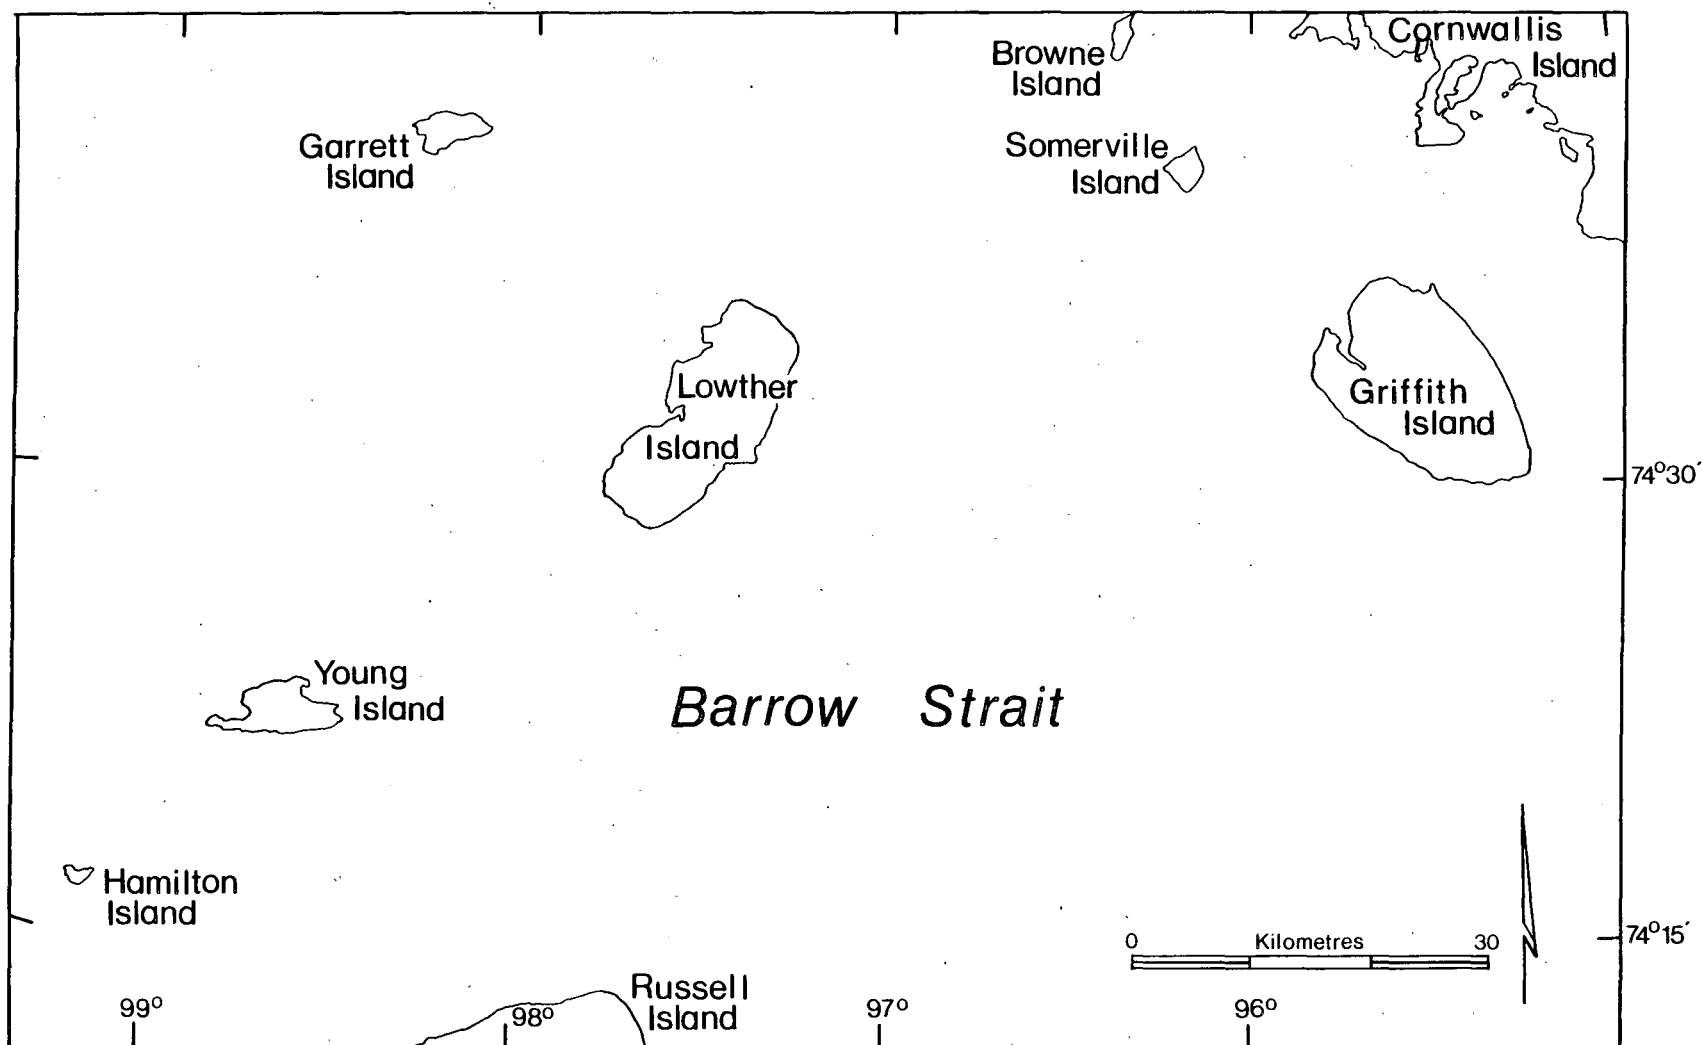 Cornwallis
Island
Browne
Island
Garrett
Island
Somerville
Island
Lowther
Island
Griffith
Island
74°30′
Young
Island
Barrow Strait
Hamilton
Island
74°15′
0 Kilometres 30
Russell
Island
99° 98° 97° 96°